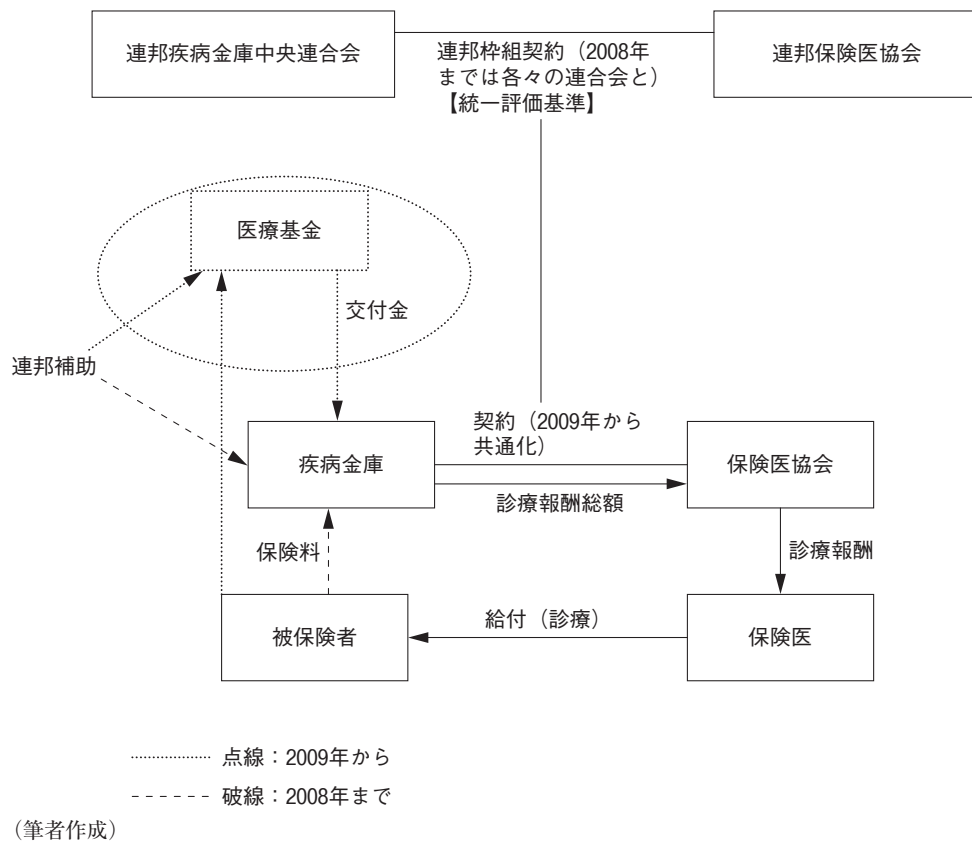 連邦疾病金庫中央連合会
連邦枠組契約（2008年
までは各々の連合会と）
【統一評価基準】
連邦保険医協会
医療基金
交付金
連邦補助
契約（2009年から
共通化）
疾病金庫
保険医協会
診療報酬総額
保険料
診療報酬
給付（診療）
被保険者
保険医
点線：2009年から
破線：2008年まで
（筆者作成）